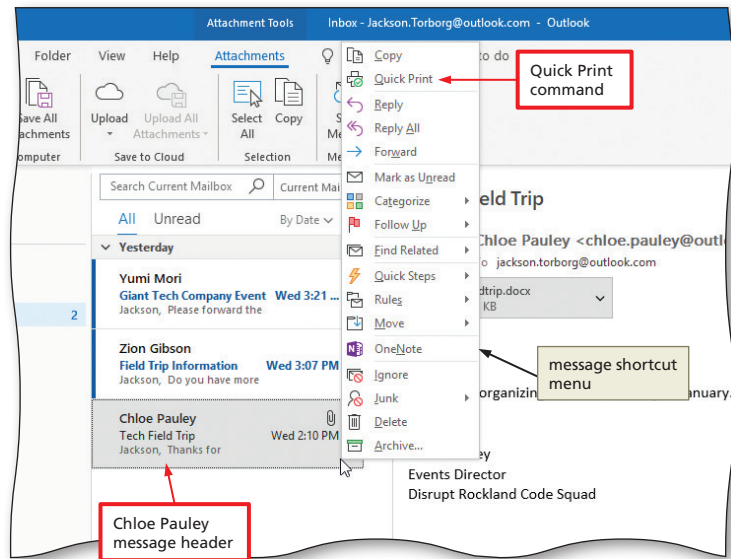 Attachment Tools Inbox - Jackson.Torborg@outlook.com - Outlook
Folder View Help Attachments to do
Save All
Attachments
Upload
Upload All
Attachments
Select
All
Copy
Save to Cloud Selection
Search Current Mailbox Current Mai
All Unread By Date
Yesterday
2
Yumi Mori
Giant Tech Company Event Wed 3:21 ...
Jackson, Please forward the
Zion Gibson
Field Trip Information Wed 3:07 PM
Jackson, Do you have more
Chloe Pauley
Tech Field Trip Wed 2:10 PM
Jackson, Thanks for
Copy
Quick Print
Reply
Reply All
Forward
Mark as Unread
Categorize
Follow Up
Find Related
Quick Steps
Rules
Move
OneNote
Ignore
Junk
Delete
Archive...
eld Trip
Chloe Pauley <chloe.pauley@outl
jackson.torborg@outlook.com
dtrip.docx
KB
organizin
anuary.
ey
Events Director
Disrupt Rockland Code Squad
Quick Print
command
message shortcut
menu
Chloe Pauley
message header